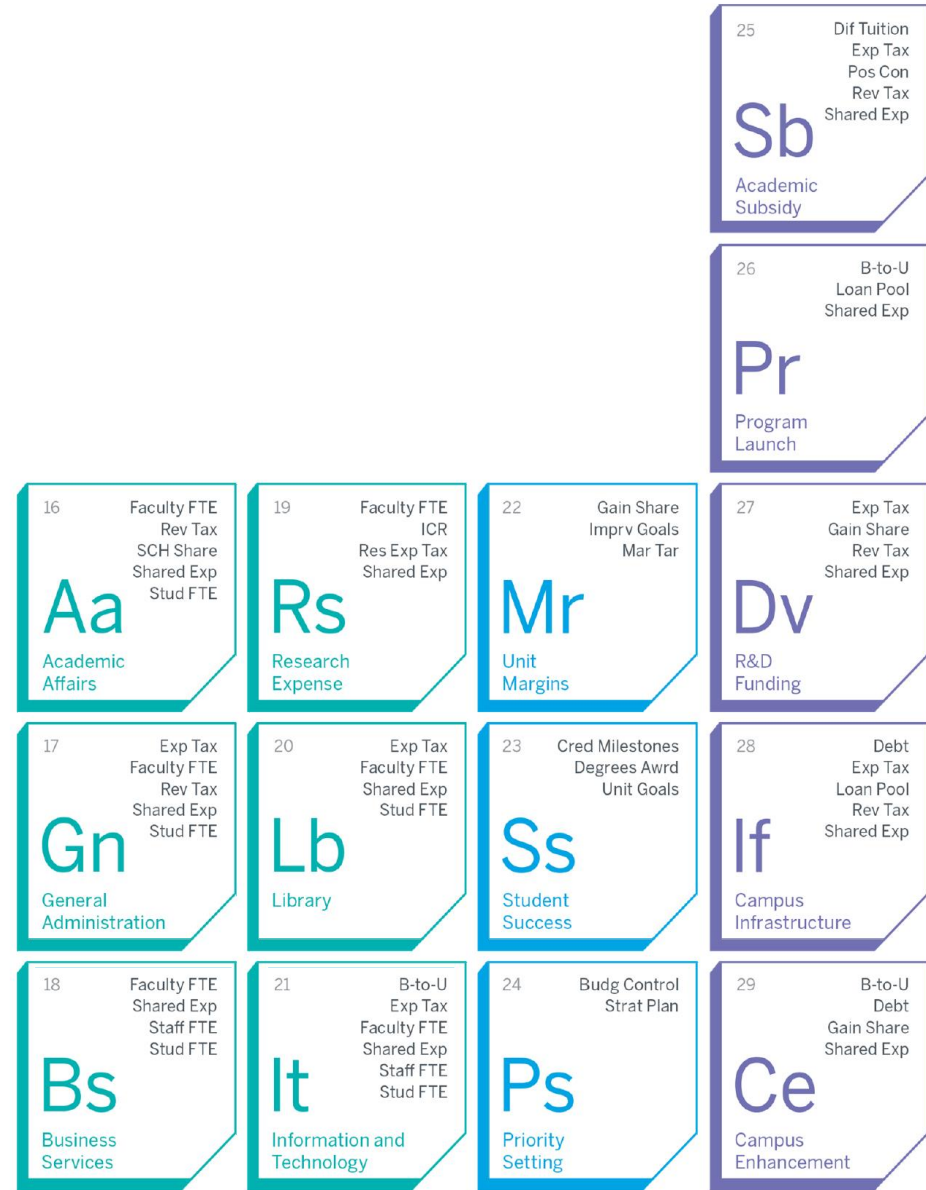 25
Dif Tuition
Exp Tax
Pos Con
Rev Tax
Shared Exp
Sb
Academic
Subsidy
26
B-to-U
Loan Pool
Shared Exp
Pr
Program
Launch
16
Faculty FTE
Rev Tax
SCH Share
Shared Exp
Stud FTE
Aa
Academic
Affairs
19
Faculty FTE
ICR
Res Exp Tax
Shared Exp
Rs
Research
Expense
22
Gain Share
Imprv Goals
Mar Tar
Mr
Unit
Margins
27
Exp Tax
Gain Share
Rev Tax
Shared Exp
Dv
R&D
Funding
17
Exp Tax
Faculty FTE
Rev Tax
Shared Exp
Stud FTE
Gn
General
Administration
20
Exp Tax
Faculty FTE
Shared Exp
Stud FTE
Lb
Library
23
Cred Milestones
Degrees Awrd
Unit Goals
Ss
Student
Success
28
Debt
Exp Tax
Loan Pool
Rev Tax
Shared Exp
If
Campus
Infrastructure
18
Faculty FTE
Shared Exp
Staff FTE
Stud FTE
Bs
Business
Services
21
B-to-U
Exp Tax
Faculty FTE
Shared Exp
Staff FTE
Stud FTE
It
Information and
Technology
24
Budg Control
Strat Plan
Ps
Priority
Setting
29
B-to-U
Debt
Gain Share
Shared Exp
Ce
Campus
Enhancement